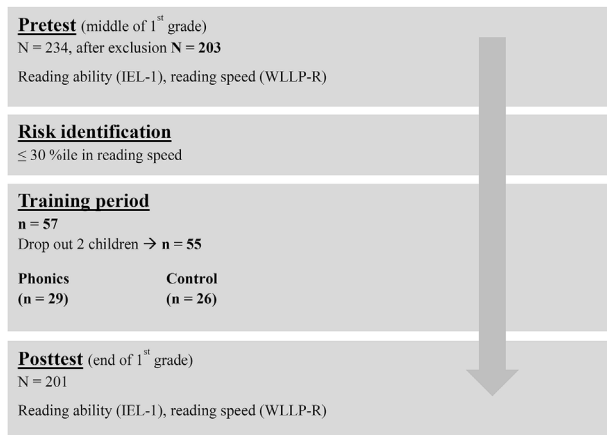 Pretest (middle of 1st grade)
N = 234, after exclusion N = 203
Reading ability (IEL-1), reading speed (WLLP-R)
Risk identification
≤ 30 %ile in reading speed
Training period
n = 57
Drop out 2 children → n = 55
Phonics Control
(n = 29) (n = 26)
Posttest (end of 1st grade)
N = 201
Reading ability (IEL-1), reading speed (WLLP-R)